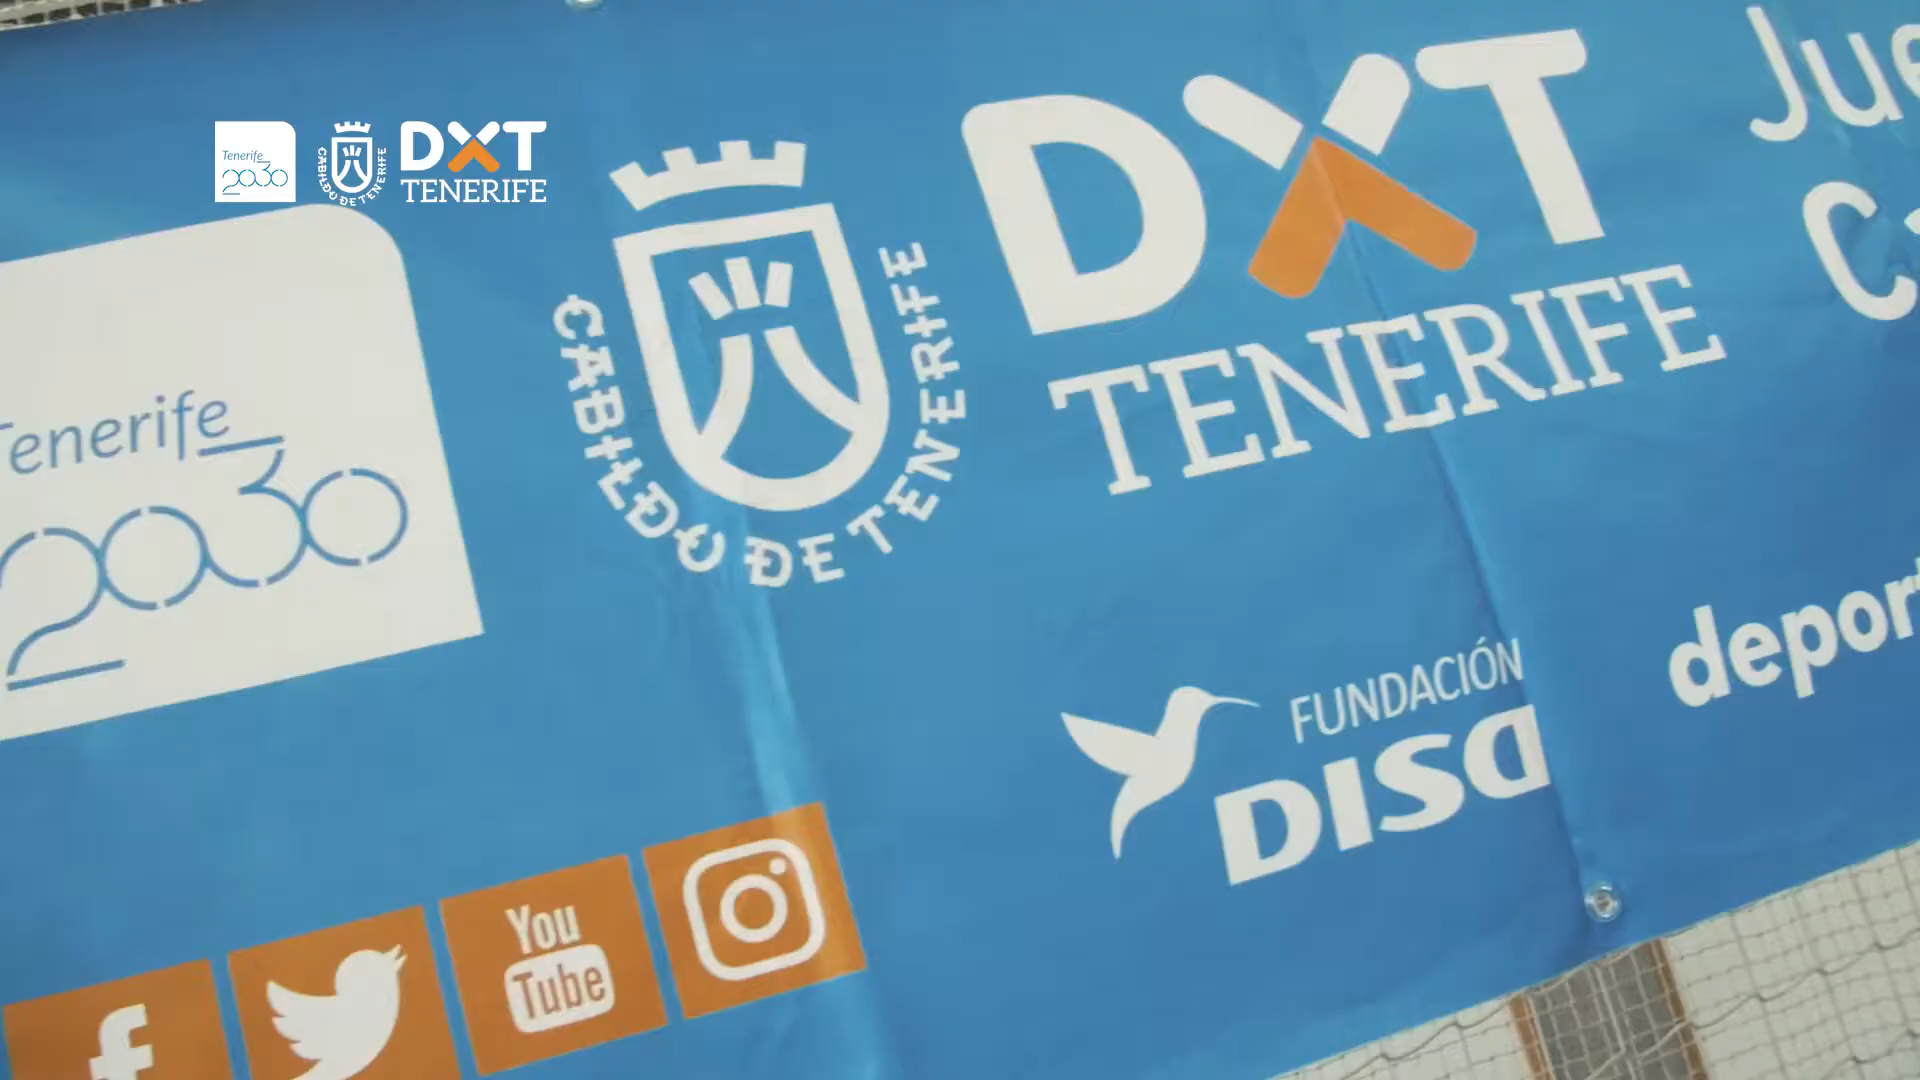 Tenerife
2030
CABILDO DE TENERIFE
DXT
TENERIFE
Tenerife
2030
CABILDO DE TENERIFE
DXT
TENERIFE
FUNDACIÓN
DISA
You
Tube